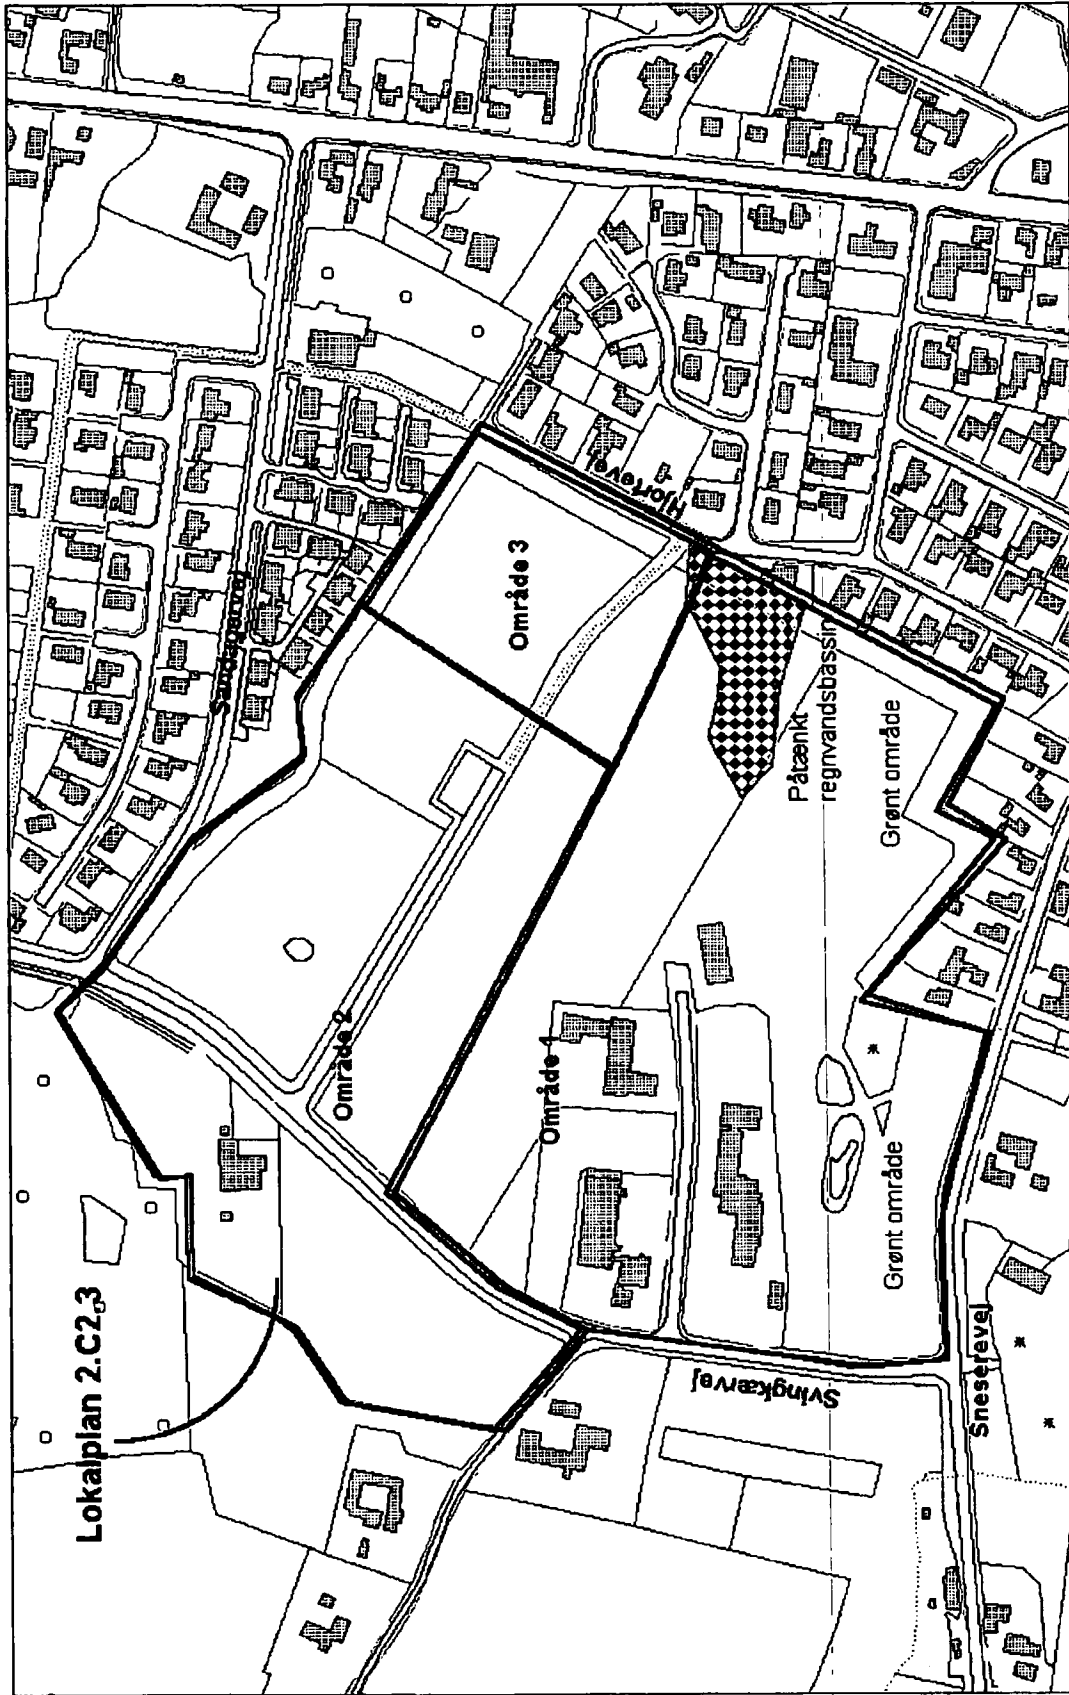 Lokalplan 2.C2.3
Sandagervej
Område 2
Område 3
Hjortevej
Område 1
Påtænkt
regnvandsbassin
Grønt område
Grønt område
Svingkærvej
Sneserevej